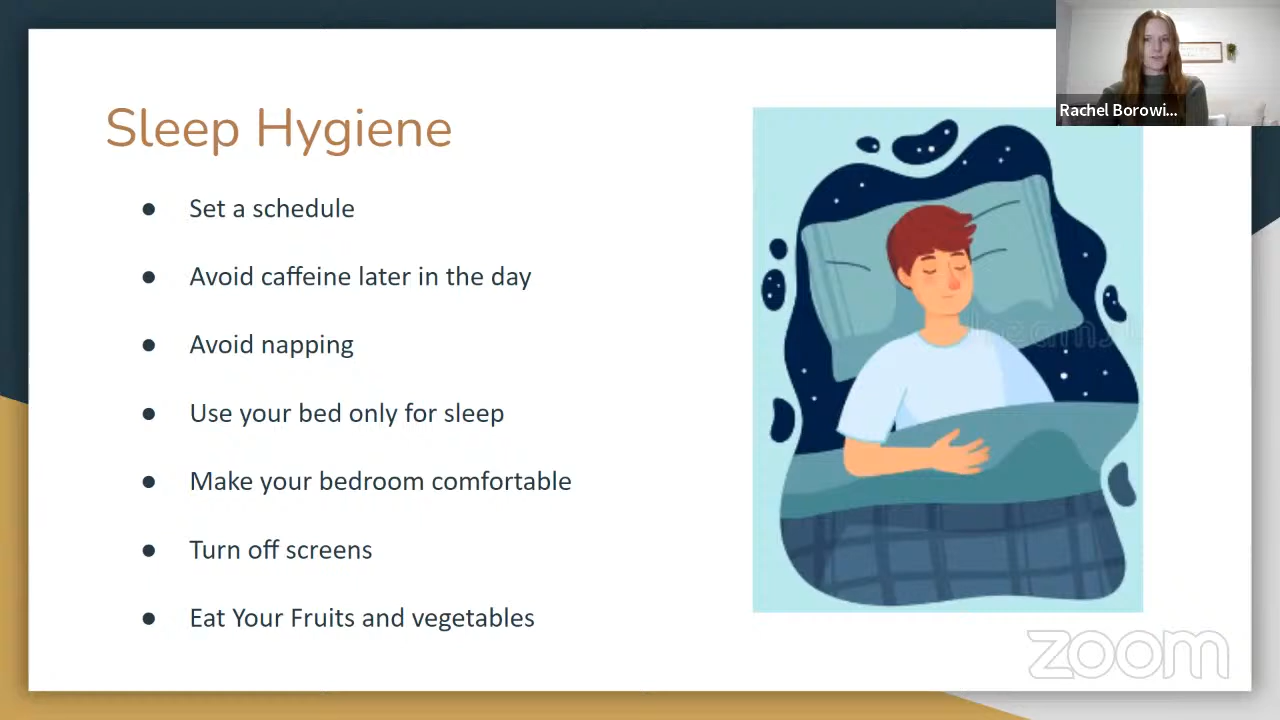 Sleep Hygiene
● Set a schedule
● Avoid caffeine later in the day
● Avoid napping
● Use your bed only for sleep
● Make your bedroom comfortable
● Turn off screens
● Eat Your Fruits and vegetables
Rachel Borowi...
zoom